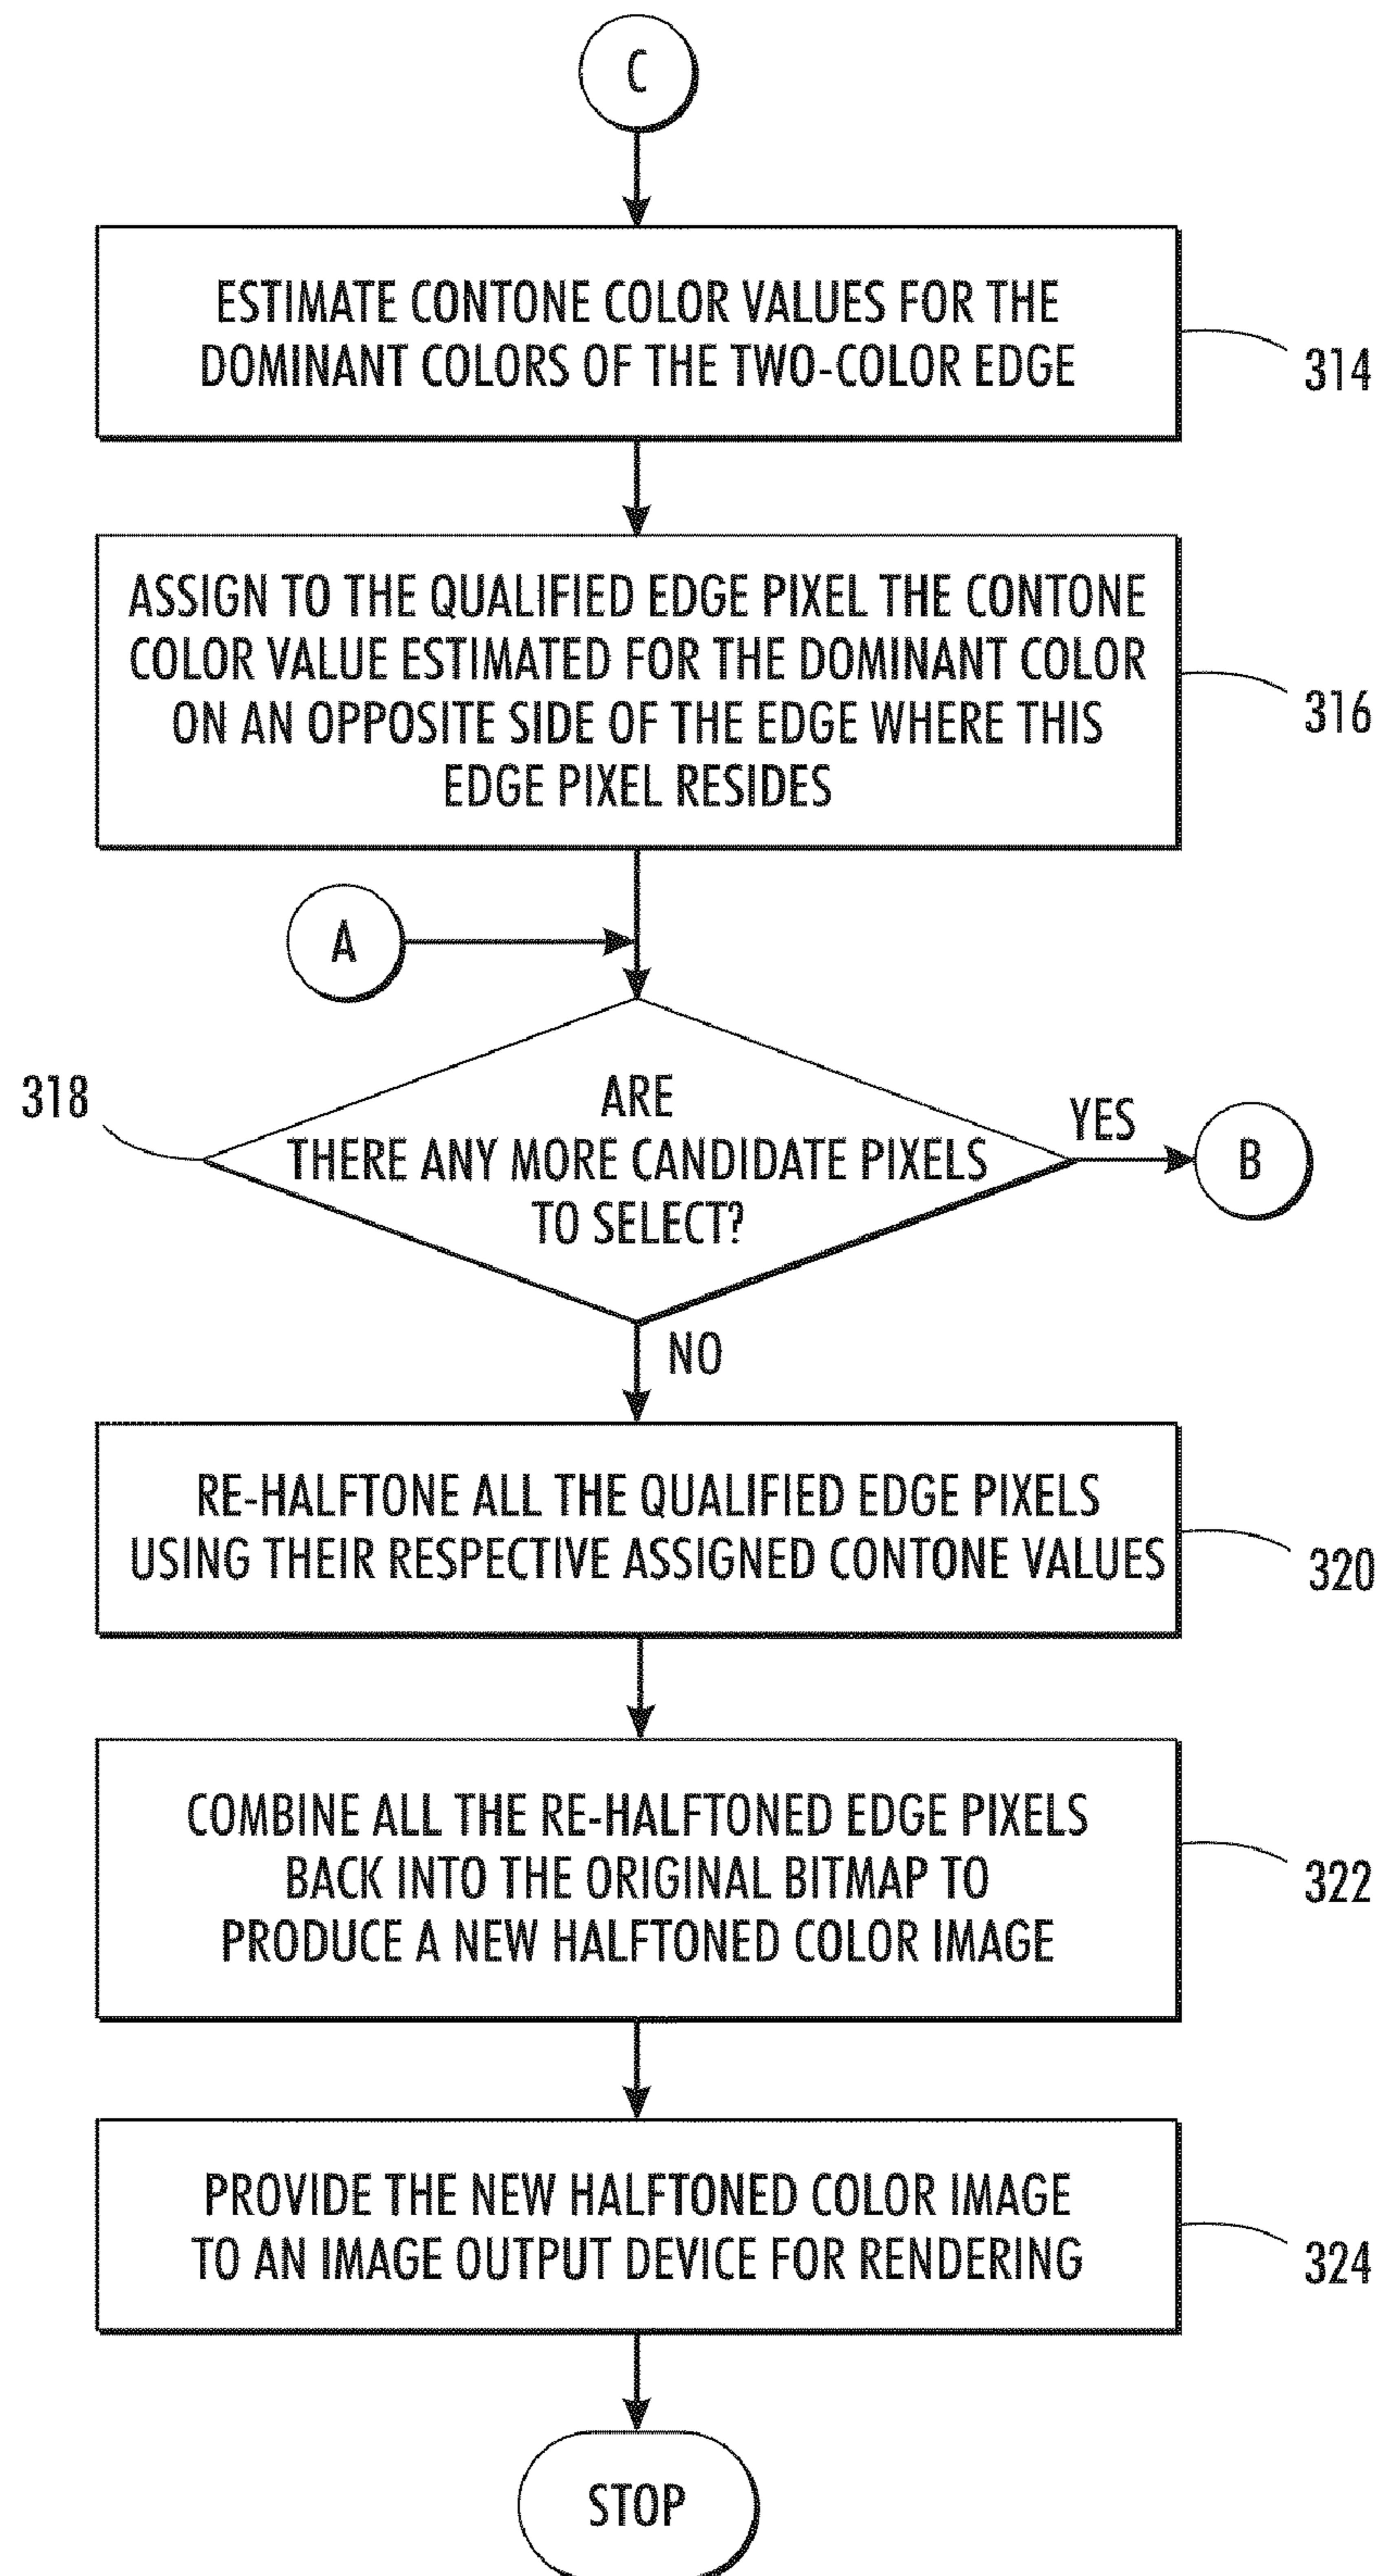 C
ESTIMATE CONTONE COLOR VALUES FOR THE
DOMINANT COLORS OF THE TWO-COLOR EDGE
314
ASSIGN TO THE QUALIFIED EDGE PIXEL THE CONTONE
COLOR VALUE ESTIMATED FOR THE DOMINANT COLOR
ON AN OPPOSITE SIDE OF THE EDGE WHERE THIS
EDGE PIXEL RESIDES
316
A
318
ARE
THERE ANY MORE CANDIDATE PIXELS
TO SELECT?
YES
B
NO
RE-HALFTONE ALL THE QUALIFIED EDGE PIXELS
USING THEIR RESPECTIVE ASSIGNED CONTONE VALUES
320
COMBINE ALL THE RE-HALFTONED EDGE PIXELS
BACK INTO THE ORIGINAL BITMAP TO
PRODUCE A NEW HALFTONED COLOR IMAGE
322
PROVIDE THE NEW HALFTONED COLOR IMAGE
TO AN IMAGE OUTPUT DEVICE FOR RENDERING
324
STOP